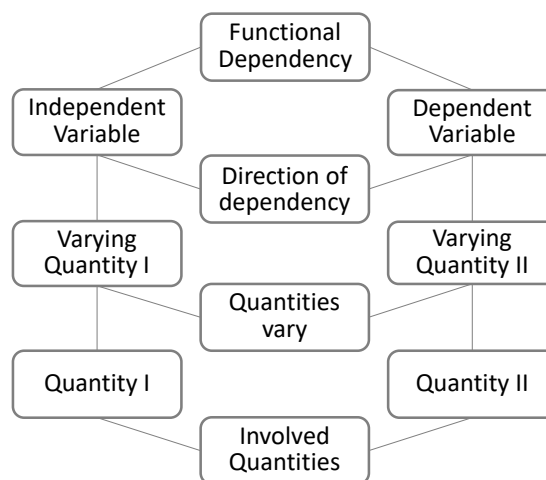 Functional
Dependency
Independent
Variable
Dependent
Variable
Direction of
dependency
Varying
Quantity I
Varying
Quantity II
Quantities
vary
Quantity I
Quantity II
Involved
Quantities